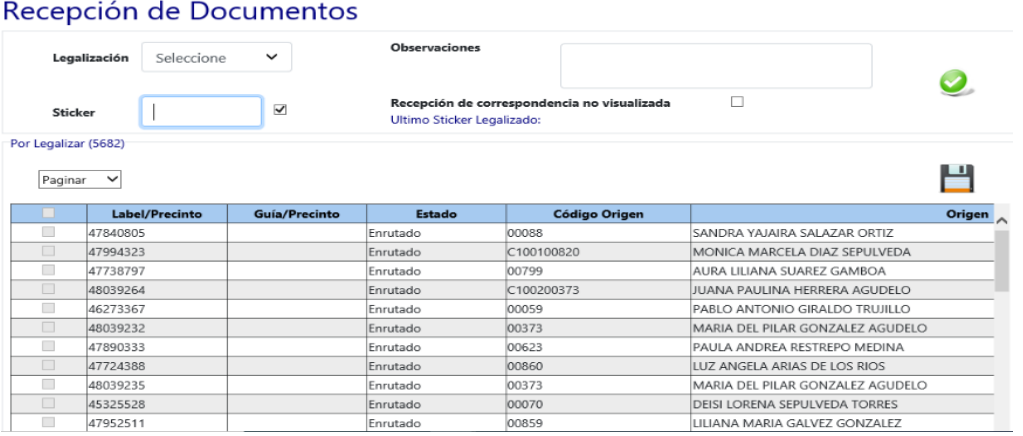 Recepción de Documentos
Legalización Seleccione Observaciones
Sticker Recepción de correspondencia no visualizada
Ultimo Sticker Legalizado:
Por Legalizar (5682)
Paginar
Label/Precinto Guía/Precinto Estado Código Origen Origen
47840805 Enrutado 00088 SANDRA YAJAIRA SALAZAR ORTIZ
47994323 Enrutado C100100820 MONICA MARCELA DIAZ SEPULVEDA
47738797 Enrutado 00799 AURA LILIANA SUAREZ GAMBOA
48039264 Enrutado C100200373 JUANA PAULINA HERRERA AGUDELO
46273367 Enrutado 00059 PABLO ANTONIO GIRALDO TRUJILLO
48039232 Enrutado 00373 MARIA DEL PILAR GONZALEZ AGUDELO
47890333 Enrutado 00623 PAULA ANDREA RESTREPO MEDINA
47724388 Enrutado 00860 LUZ ANGELA ARIAS DE LOS RIOS
48039235 Enrutado 00373 MARIA DEL PILAR GONZALEZ AGUDELO
45325528 Enrutado 00070 DEISI LORENA SEPULVEDA TORRES
47952511 Enrutado 00859 LILIANA MARIA GALVEZ GONZALEZ